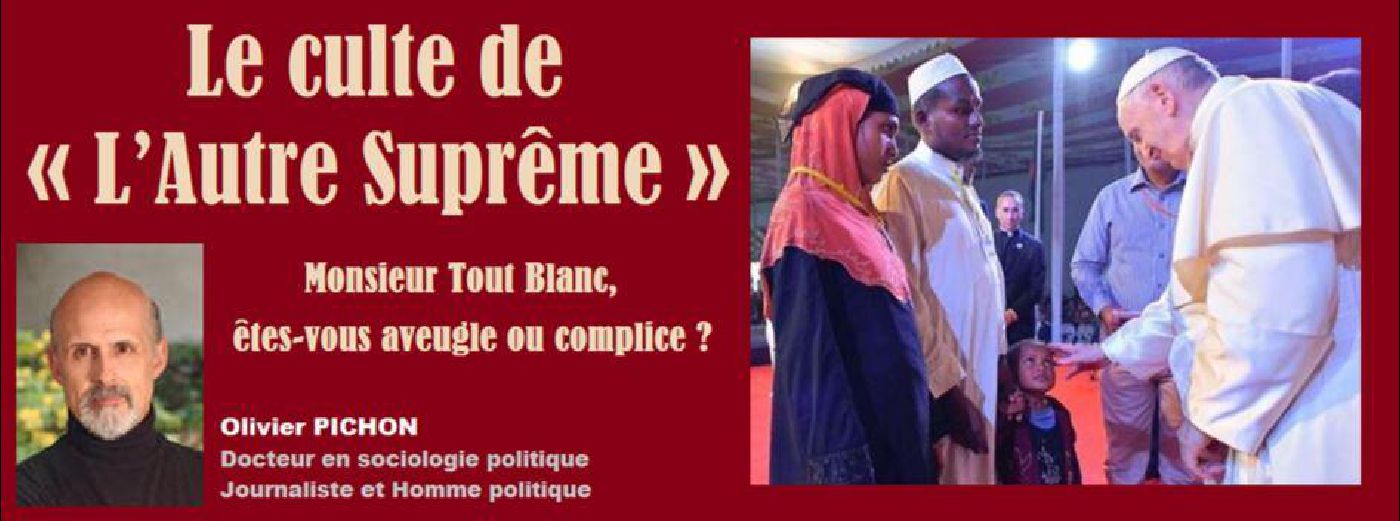 Le culte de
« L'Autre Suprême »
Monsieur Tout Blanc,
êtes-vous aveugle ou complice ?
Olivier PICHON
Docteur en sociologie politique
Journaliste et Homme politique